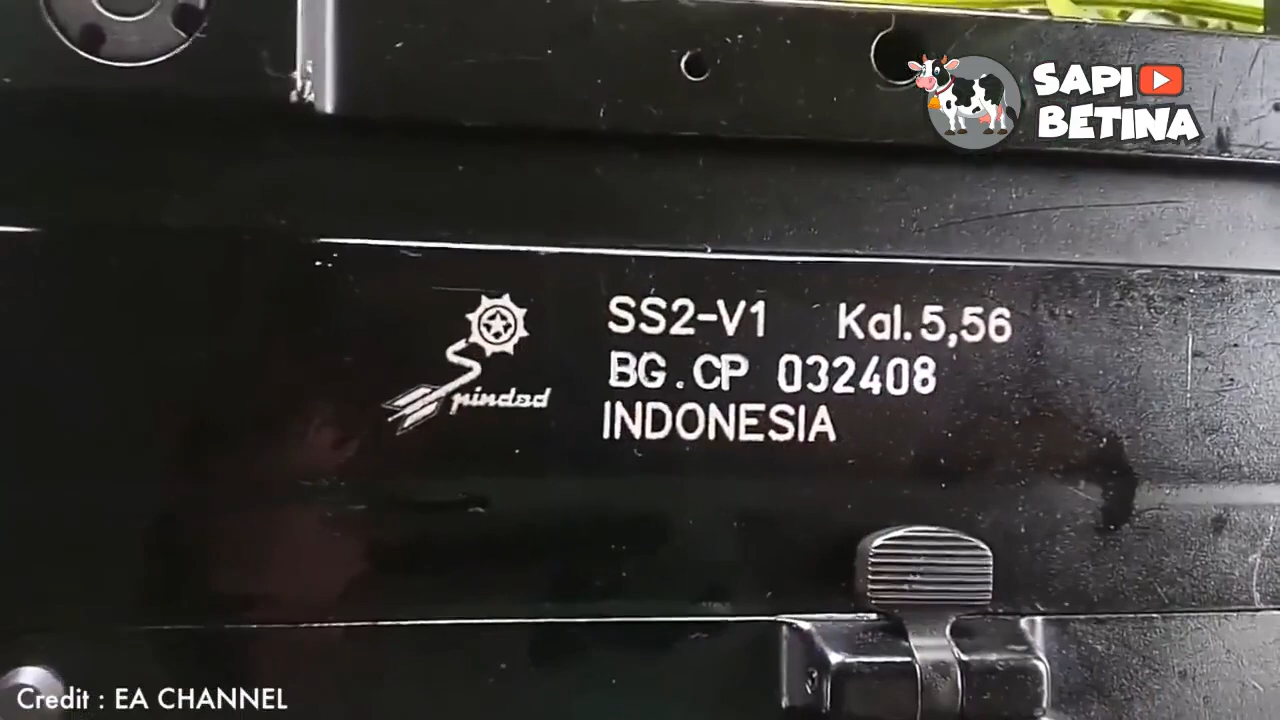 SAPI
BETINA
SS2-V1 Kal.5,56
BG.CP 032408
pindad
INDONESIA
Credit : EA CHANNEL